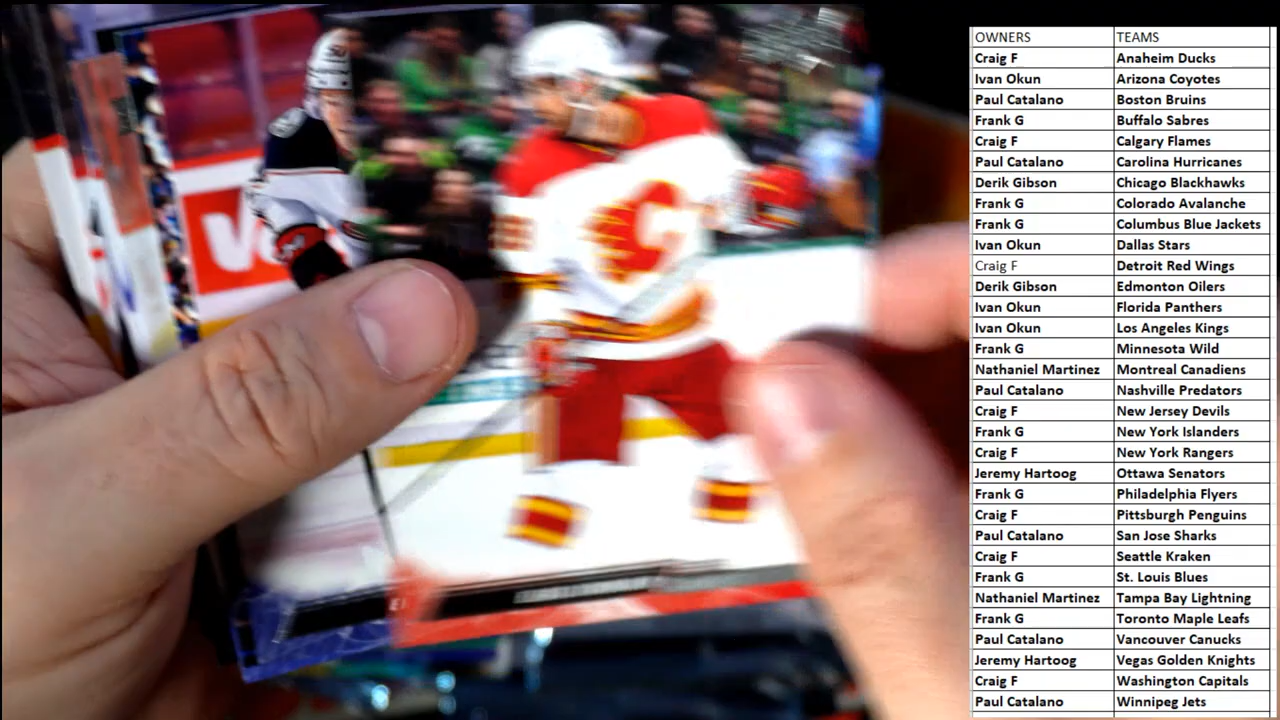 OWNERS TEAMS
Craig F Anaheim Ducks
Ivan Okun Arizona Coyotes
Paul Catalano Boston Bruins
Frank G Buffalo Sabres
Craig F Calgary Flames
Paul Catalano Carolina Hurricanes
Derik Gibson Chicago Blackhawks
Frank G Colorado Avalanche
Frank G Columbus Blue Jackets
Ivan Okun Dallas Stars
Craig F Detroit Red Wings
Derik Gibson Edmonton Oilers
Ivan Okun Florida Panthers
Ivan Okun Los Angeles Kings
Frank G Minnesota Wild
Nathaniel Martinez Montreal Canadiens
Paul Catalano Nashville Predators
Craig F New Jersey Devils
Frank G New York Islanders
Craig F New York Rangers
Jeremy Hartoog Ottawa Senators
Frank G Philadelphia Flyers
Craig F Pittsburgh Penguins
Paul Catalano San Jose Sharks
Craig F Seattle Kraken
Frank G St. Louis Blues
Nathaniel Martinez Tampa Bay Lightning
Frank G Toronto Maple Leafs
Paul Catalano Vancouver Canucks
Jeremy Hartoog Vegas Golden Knights
Craig F Washington Capitals
Paul Catalano Winnipeg Jets